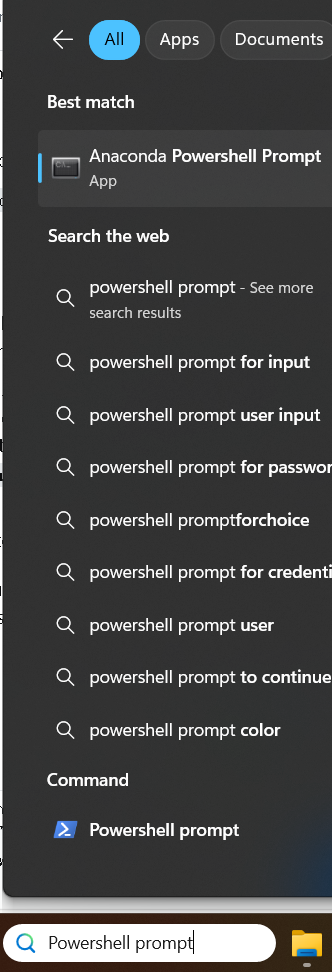 All Apps Documents
Best match
Anaconda Powershell Prompt
App
Search the web
powershell prompt - See more
search results
powershell prompt for input
powershell prompt user input
powershell prompt for passwor
powershell promptforchoice
powershell prompt for credenti
powershell prompt user
powershell prompt to continue
powershell prompt color
Command
Powershell prompt
Powershell prompt